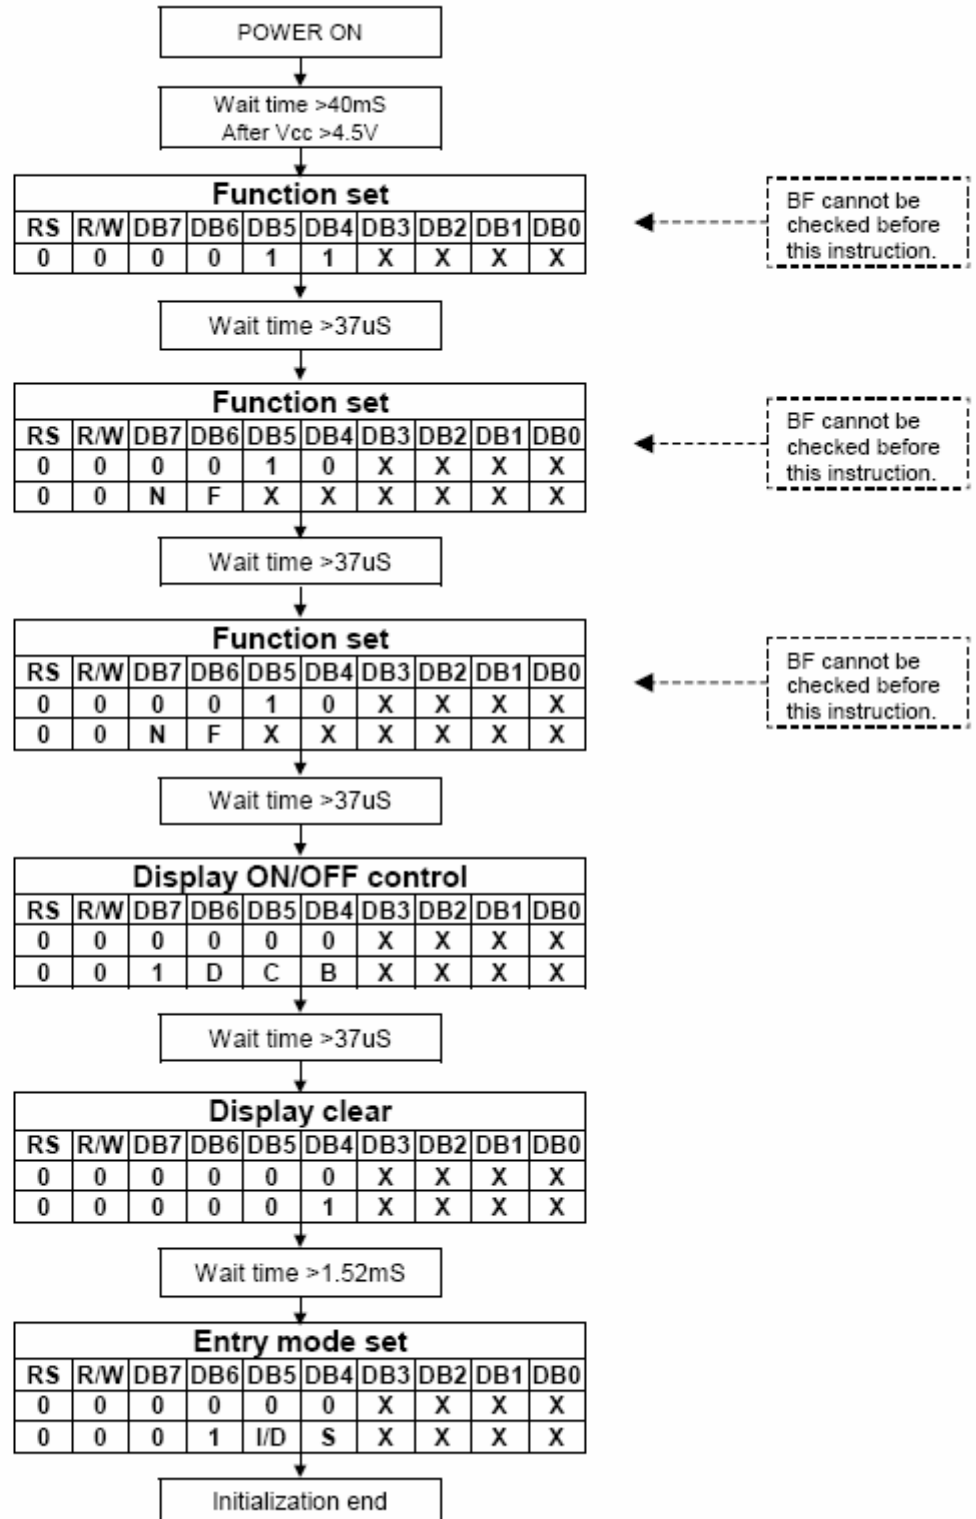 POWER ON
Wait time >40mS
After Vcc >4.5V
Function set
RS R/W DB7 DB6 DB5 DB4 DB3 DB2 DB1 DB0
0 0 0 0 1 1 X X X X
BF cannot be
checked before
this instruction.
Wait time >37uS
Function set
RS R/W DB7 DB6 DB5 DB4 DB3 DB2 DB1 DB0
0 0 0 0 1 0 X X X X
0 0 N F X X X X X X
BF cannot be
checked before
this instruction.
Wait time >37uS
Function set
RS R/W DB7 DB6 DB5 DB4 DB3 DB2 DB1 DB0
0 0 0 0 1 0 X X X X
0 0 N F X X X X X X
BF cannot be
checked before
this instruction.
Wait time >37uS
Display ON/OFF control
RS R/W DB7 DB6 DB5 DB4 DB3 DB2 DB1 DB0
0 0 0 0 0 0 X X X X
0 0 1 D C B X X X X
Wait time >37uS
Display clear
RS R/W DB7 DB6 DB5 DB4 DB3 DB2 DB1 DB0
0 0 0 0 0 0 X X X X
0 0 0 0 0 1 X X X X
Wait time >1.52mS
Entry mode set
RS R/W DB7 DB6 DB5 DB4 DB3 DB2 DB1 DB0
0 0 0 0 0 0 X X X X
0 0 0 1 I/D S X X X X
Initialization end